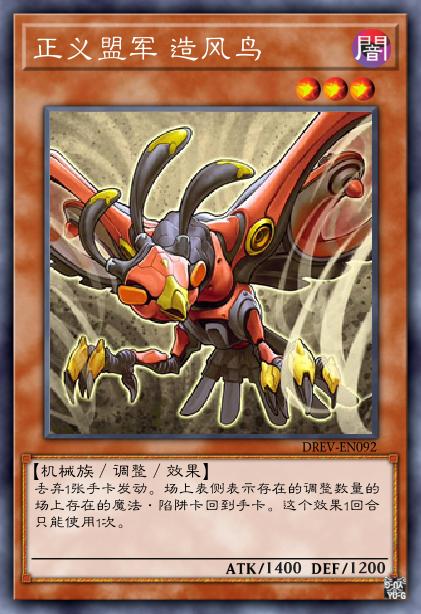 正义盟军 造风鸟
闇
DREV-EN092
【机械族／调整／效果】
丢弃1张手卡发动。场上表侧表示存在的调整数量的
场上存在的魔法·陷阱卡回到手卡。这个效果1回合
只能使用1次。
ATK/1400 DEF/1200